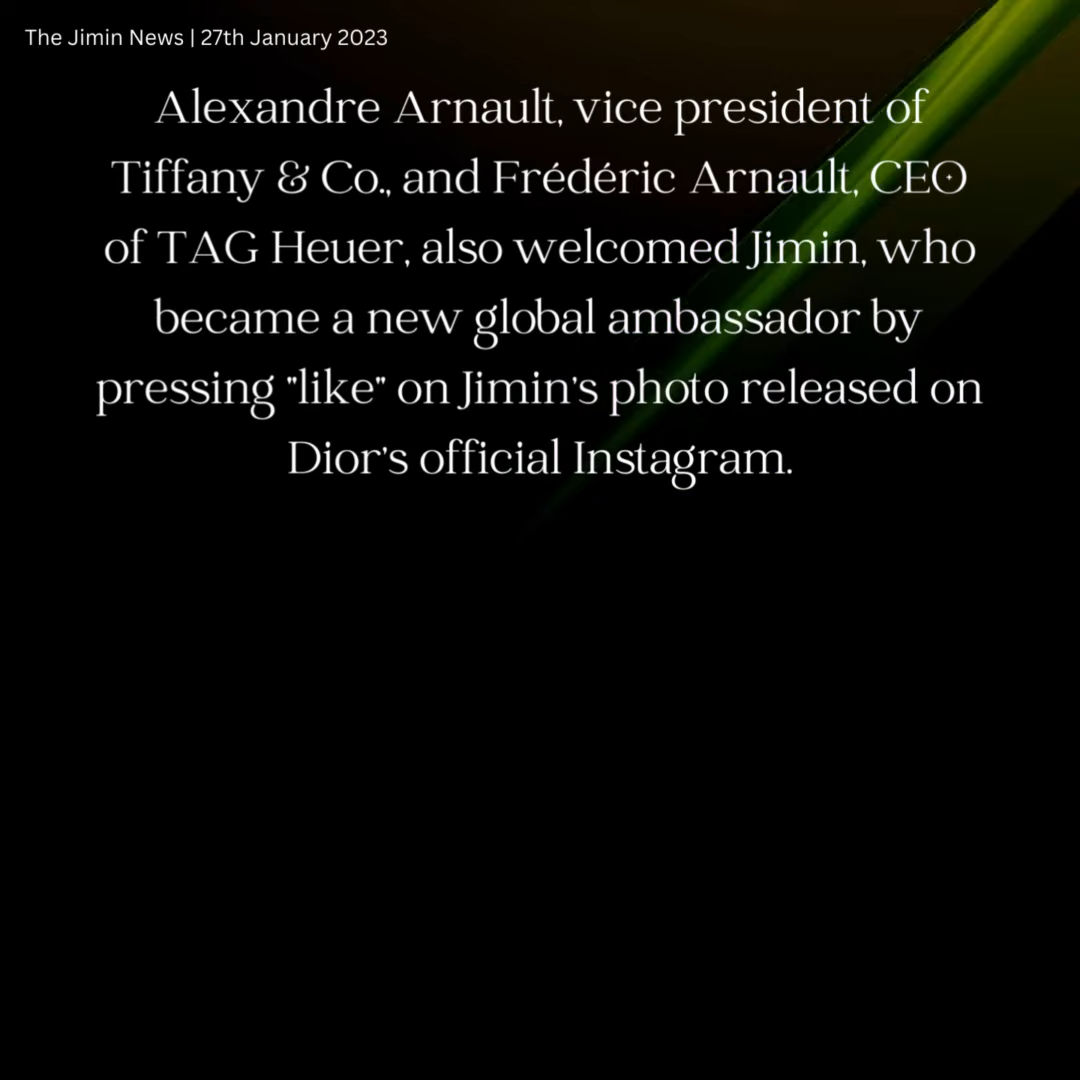 The Jimin News | 27th January 2023
Alexandre Arnault, vice president of
Tiffany & Co., and Frédéric Arnault, CEO
of TAG Heuer, also welcomed Jimin, who
became a new global ambassador by
pressing "like" on Jimin's photo released on
Dior's official Instagram.